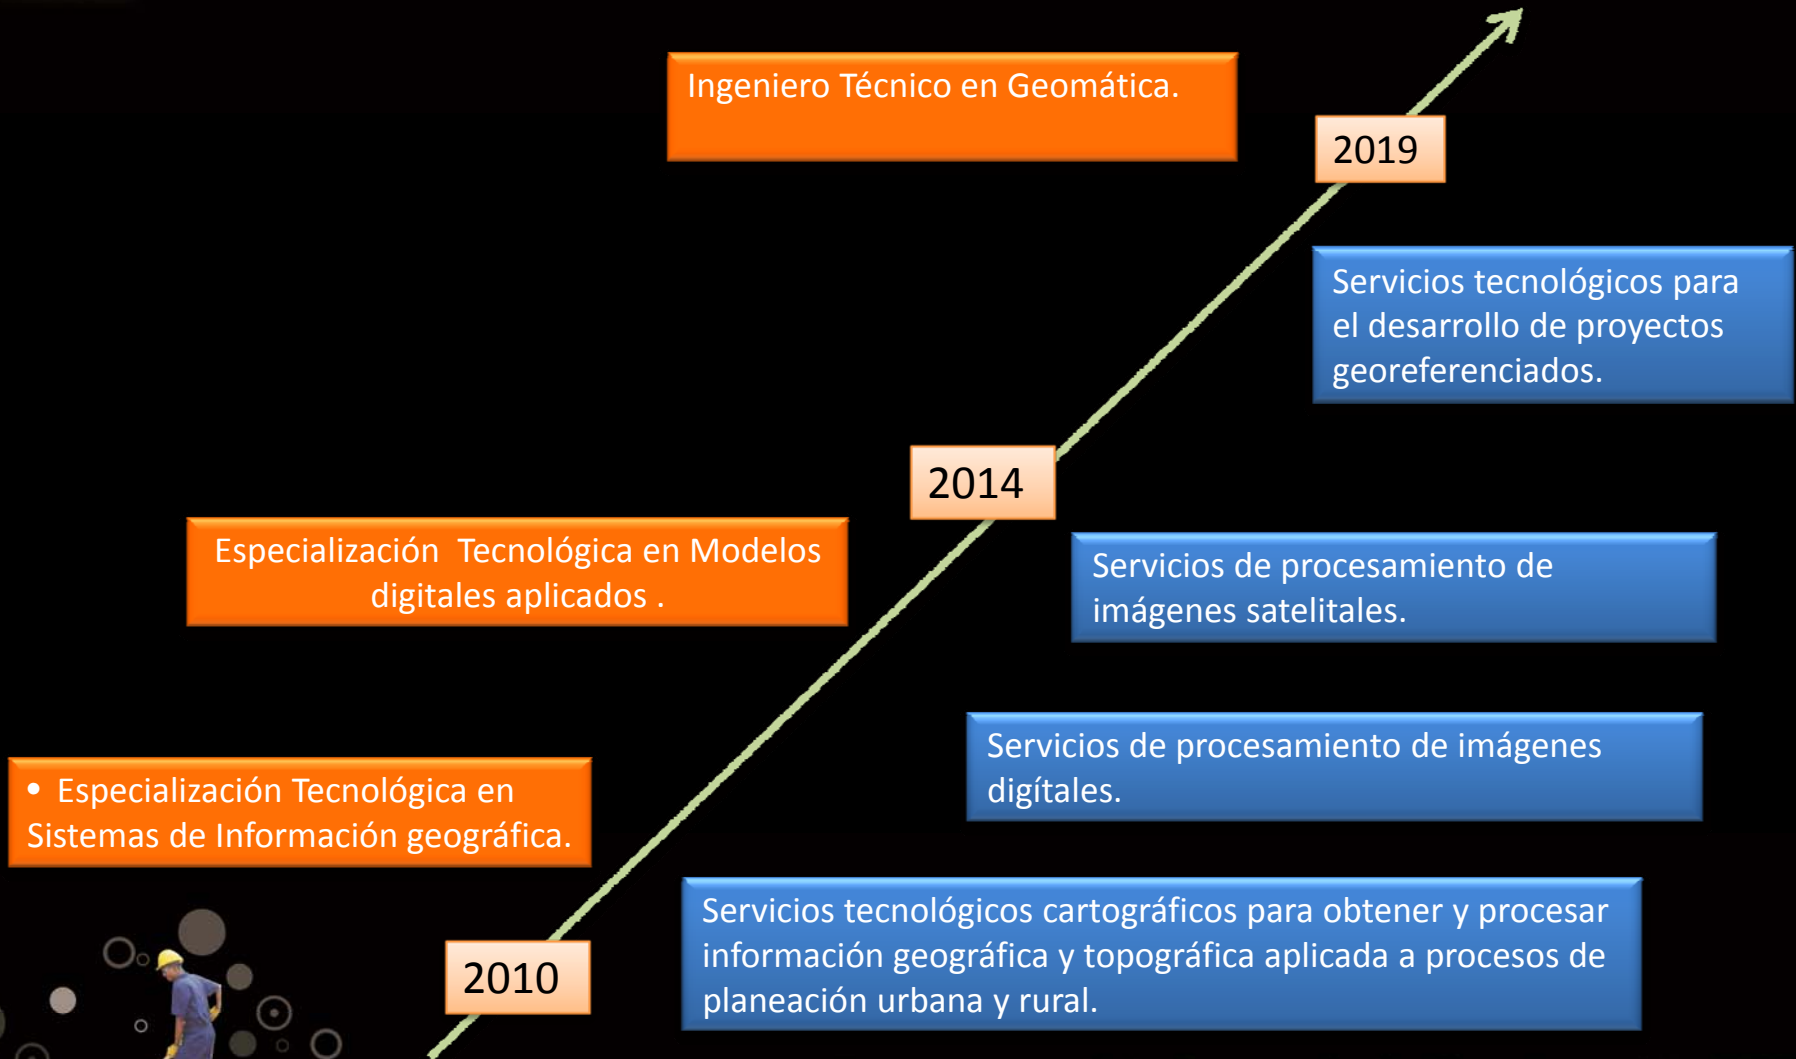 Ingeniero Técnico en Geomática.
2019
Servicios tecnológicos para
el desarrollo de proyectos
georeferenciados.
2014
Especialización Tecnológica en Modelos
digitales aplicados .
Servicios de procesamiento de
imágenes satelitales.
Servicios de procesamiento de imágenes
digítales.
• Especialización Tecnológica en
Sistemas de Información geográfica.
Servicios tecnológicos cartográficos para obtener y procesar
información geográfica y topográfica aplicada a procesos de
planeación urbana y rural.
2010